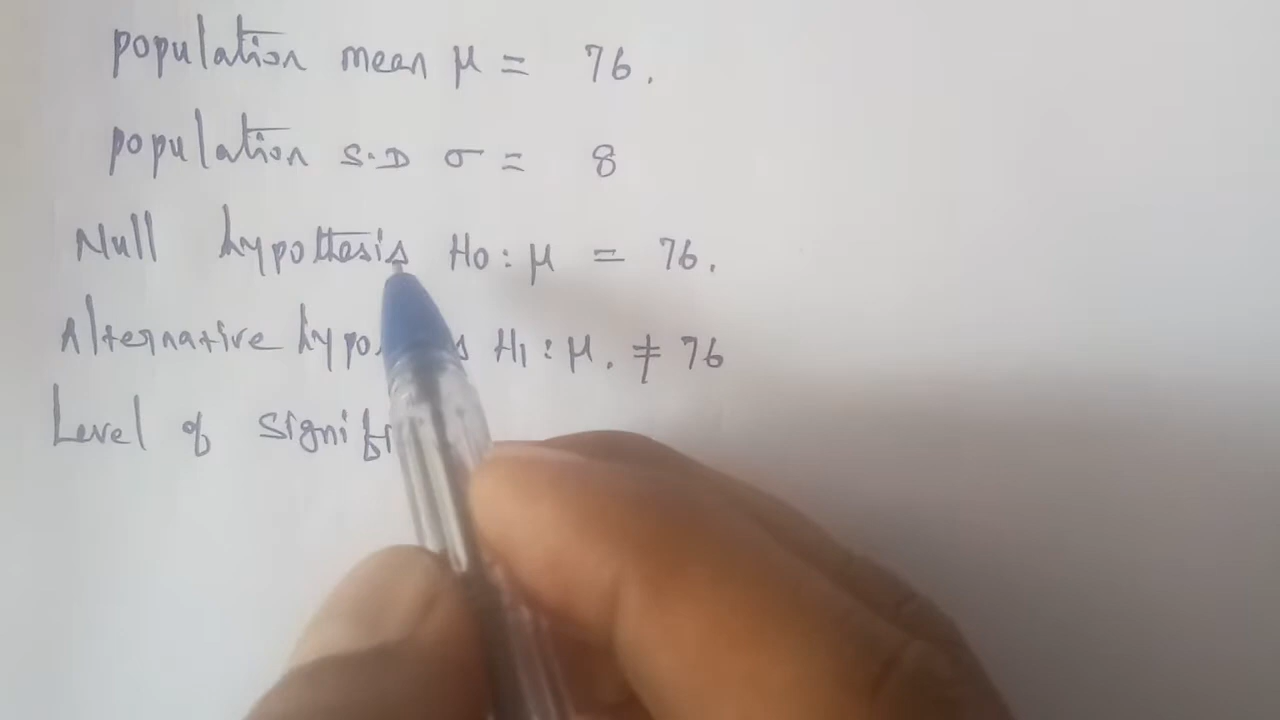 population mean μ = 76.
population S.D σ = 8
Null hypothesis H0 : μ = 76.
Alternative H1 : μ. ≠ 76
Level of